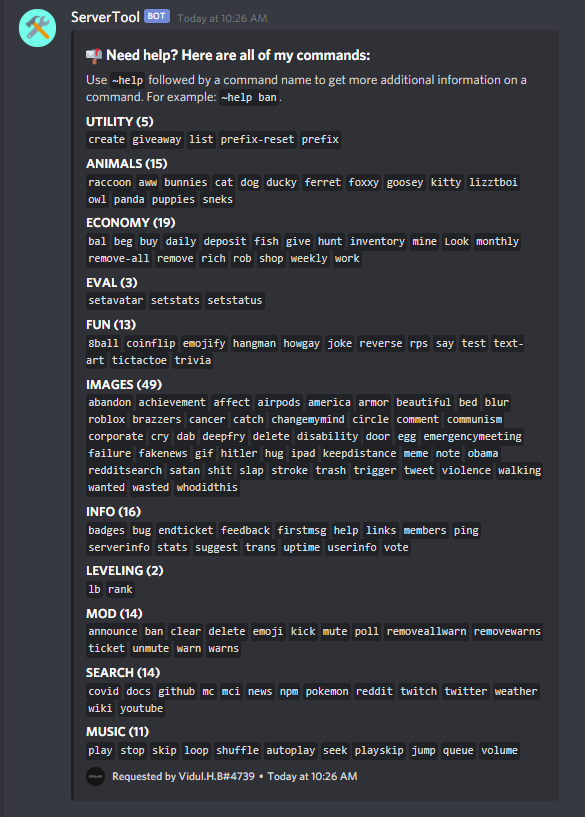 ServerTool BOT Today at 10:26 AM
Need help? Here are all of my commands:
Use ~help followed by a command name to get more additional information on a
command. For example: ~help ban.
UTILITY (5)
create giveaway list prefix-reset prefix
ANIMALS (15)
raccoon aww bunnies cat dog ducky ferret foxxy goosey kitty lizztboi
owl panda puppies sneks
ECONOMY (19)
bal beg buy daily deposit fish give hunt inventory mine Look monthly
remove-all remove rich rob shop weekly work
EVAL (3)
setavatar setstats setstatus
FUN (13)
8ball coinflip emojify hangman howgay joke reverse rps say test text-
art tictactoe trivia
IMAGES (49)
abandon achievement affect airpods america armor beautiful bed blur
roblox brazzers cancer catch changemymind circle comment communism
corporate cry dab deepfry delete disability door egg emergencymeeting
failure fakenews gif hitler hug ipad keepdistance meme note obama
redditsearch satan shit slap stroke trash trigger tweet violence walking
wanted wasted whodidthis
INFO (16)
badges bug endticket feedback firstmsg help links members ping
serverinfo stats suggest trans uptime userinfo vote
LEVELING (2)
lb rank
MOD (14)
announce ban clear delete emoji kick mute poll removeallwarn removewarns
ticket unmute warn warns
SEARCH (14)
covid docs github mc mci news npm pokemon reddit twitch twitter weather
wiki youtube
MUSIC (11)
play stop skip loop shuffle autoplay seek playskip jump queue volume
Requested by Vidul.H.B#4739 • Today at 10:26 AM